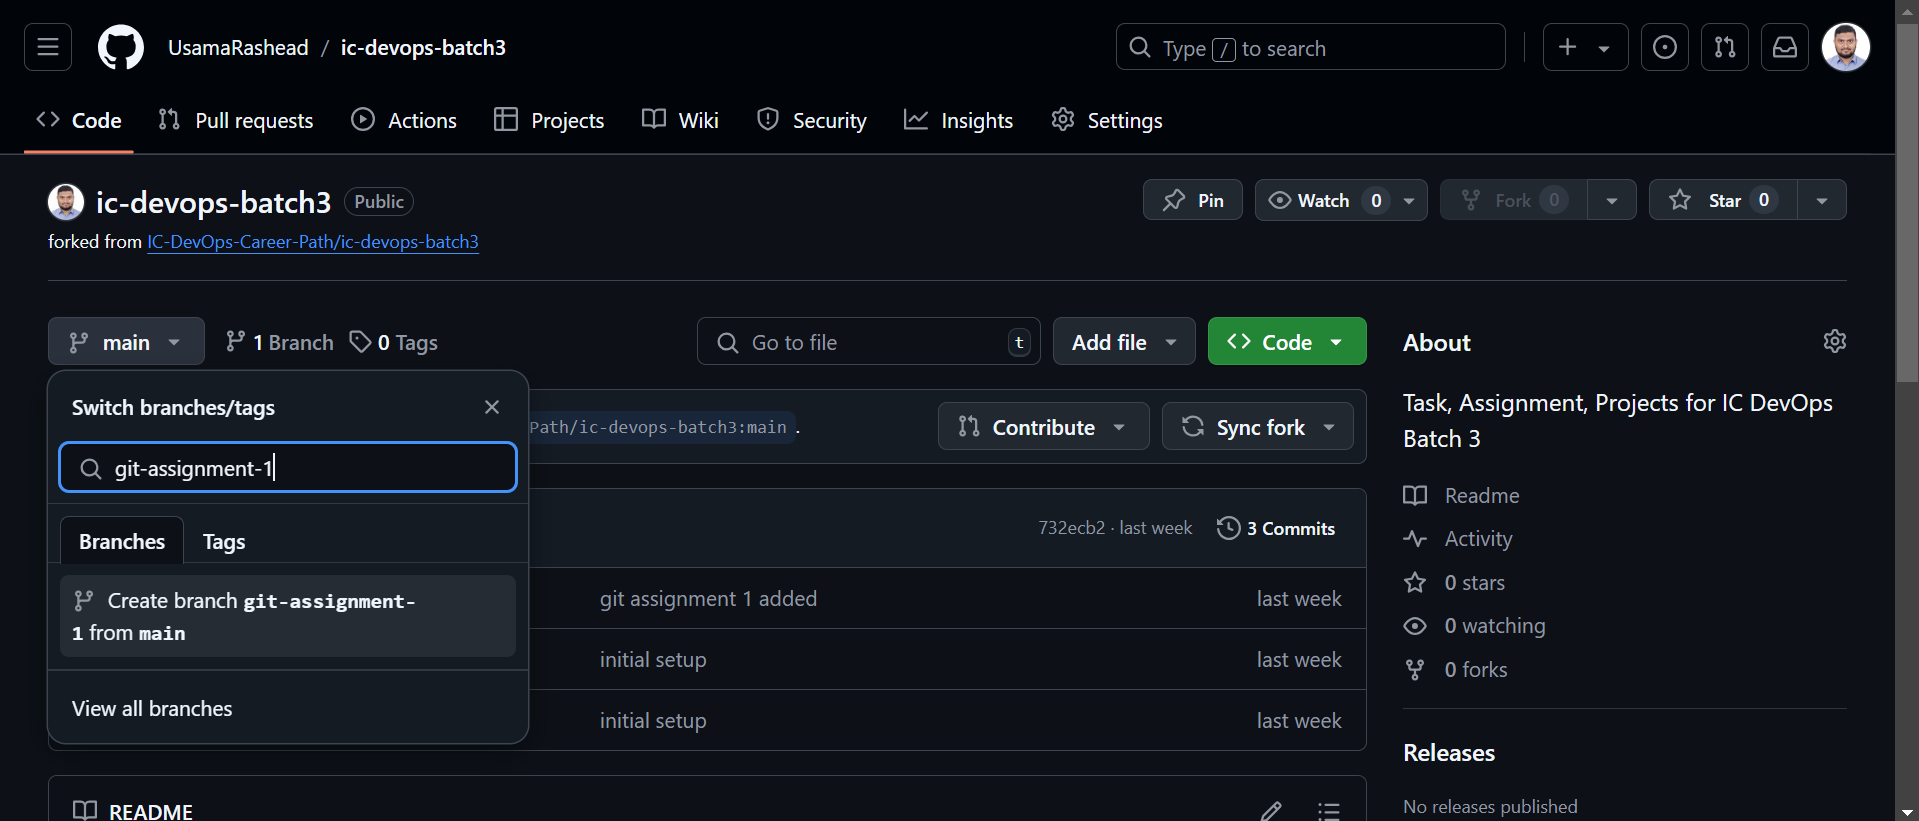 UsamaRashead / ic-devops-batch3
Type / to search
Code
Pull requests
Actions
Projects
Wiki
Security
Insights
Settings
ic-devops-batch3
Public
Pin
Watch 0
Fork 0
Star 0
forked from IC-DevOps-Career-Path/ic-devops-batch3
main
1 Branch
0 Tags
Go to file
t
Add file
Code
About
Switch branches/tags
Path/ic-devops-batch3:main .
Contribute
Sync fork
Task, Assignment, Projects for IC DevOps
Batch 3
git-assignment-1
Readme
732ecb2 · last week
3 Commits
Branches
Tags
Activity
Create branch git-assignment-
1 from main
git assignment 1 added
last week
0 stars
0 watching
initial setup
last week
0 forks
View all branches
initial setup
last week
Releases
README
No releases published